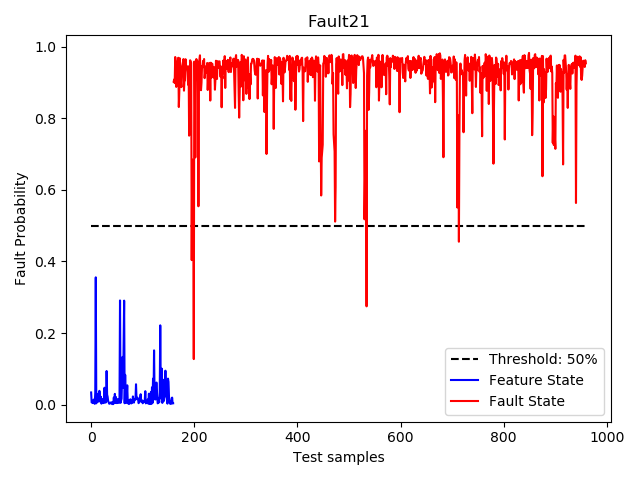 Fault21
1.0
0.8
0.6
0.4
0.2
0.0
Fault Probability
Threshold: 50%
Feature State
Fault State
0 200 400 600 800 1000
Test samples